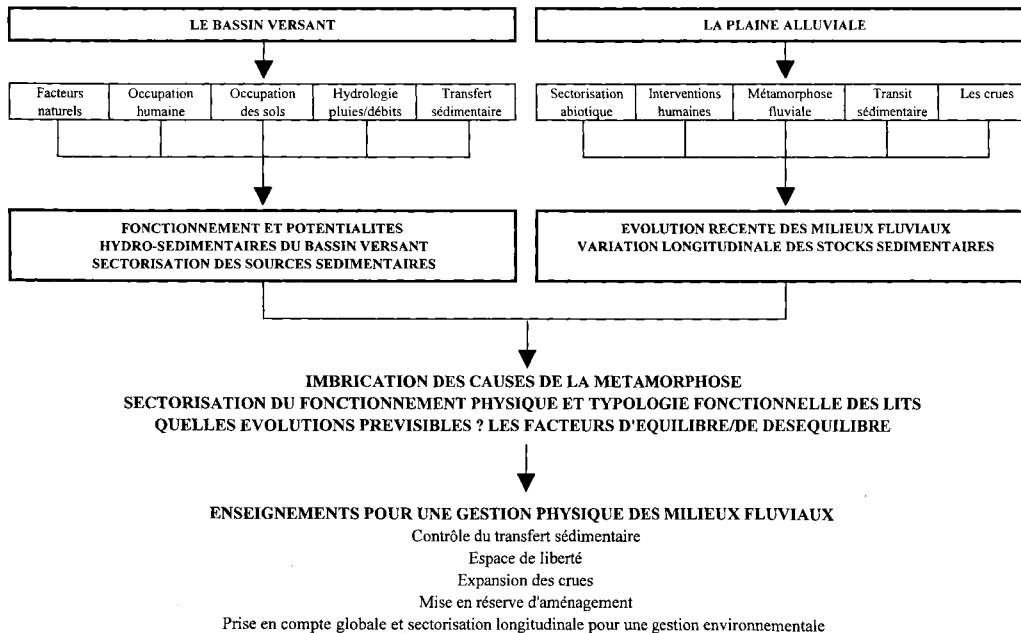 LE BASSIN VERSANT
LA PLAINE ALLUVIALE
Facteurs
naturels
Occupation
humaine
Occupation
des sols
Hydrologie
pluies/débits
Transfert
sédimentaire
Sectorisation
abiotique
Interventions
humaines
Métamorphose
fluviale
Transit
sédimentaire
Les crues
FONCTIONNEMENT ET POTENTIALITES
HYDRO-SEDIMENTAIRES DU BASSIN VERSANT
SECTORISATION DES SOURCES SEDIMENTAIRES
EVOLUTION RECENTE DES MILIEUX FLUVIAUX
VARIATION LONGITUDINALE DES STOCKS SEDIMENTAIRES
IMBRICATION DES CAUSES DE LA METAMORPHOSE
SECTORISATION DU FONCTIONNEMENT PHYSIQUE ET TYPOLOGIE FONCTIONNELLE DES LITS
QUELLES EVOLUTIONS PREVISIBLES ? LES FACTEURS D'EQUILIBRE/DE DESEQUILIBRE
ENSEIGNEMENTS POUR UNE GESTION PHYSIQUE DES MILIEUX FLUVIAUX
Contrôle du transfert sédimentaire
Espace de liberté
Expansion des crues
Mise en réserve d'aménagement
Prise en compte globale et sectorisation longitudinale pour une gestion environnementale